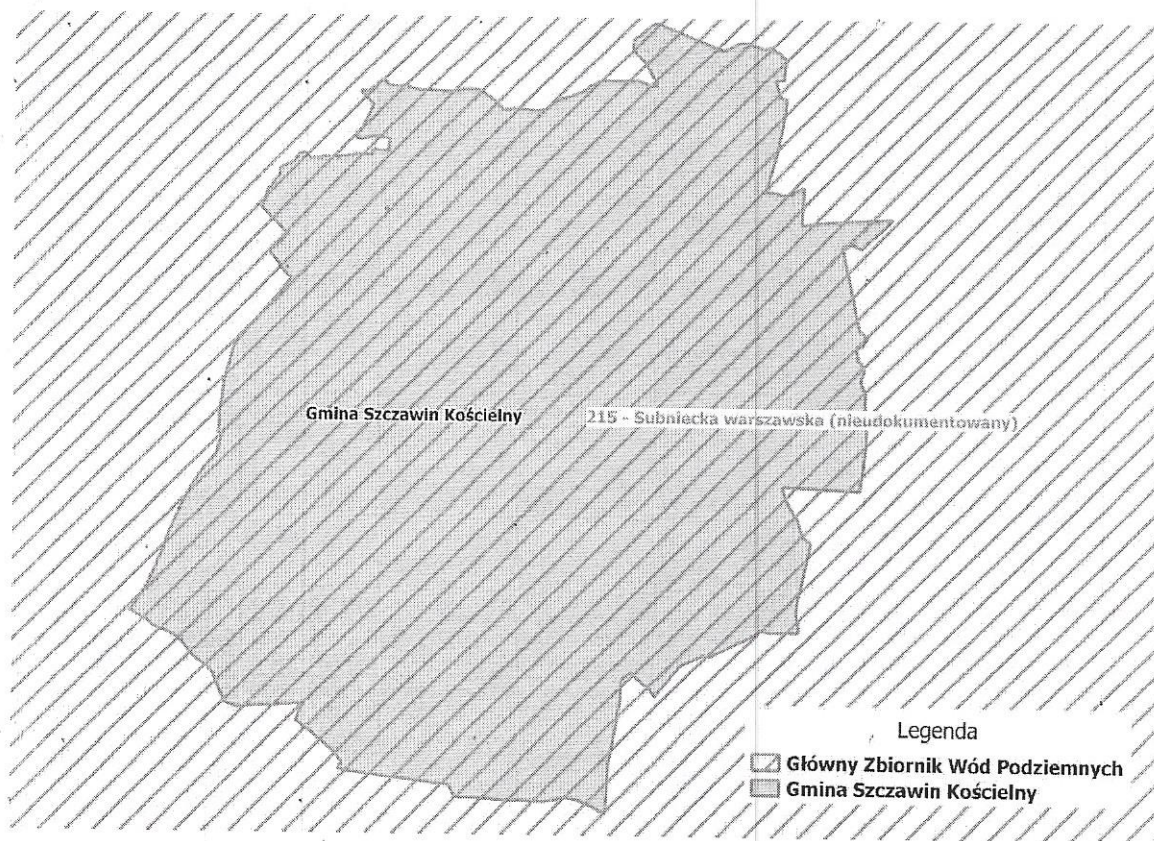 Gmina Szczawin Kościelny
215 - Subniecka warszawska (nieudokumentowany)
Legenda
Główny Zbiornik Wód Podziemnych
Gmina Szczawin Kościelny